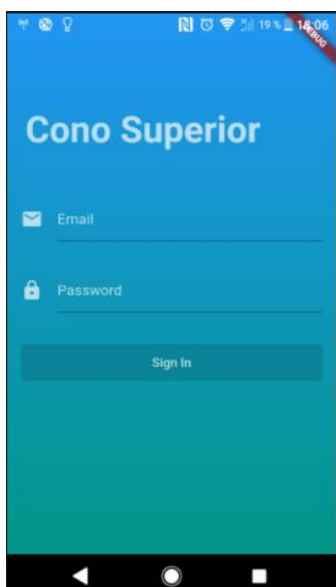 19 % 18:06
DEBUG
Cono Superior
Email
Password
Sign In